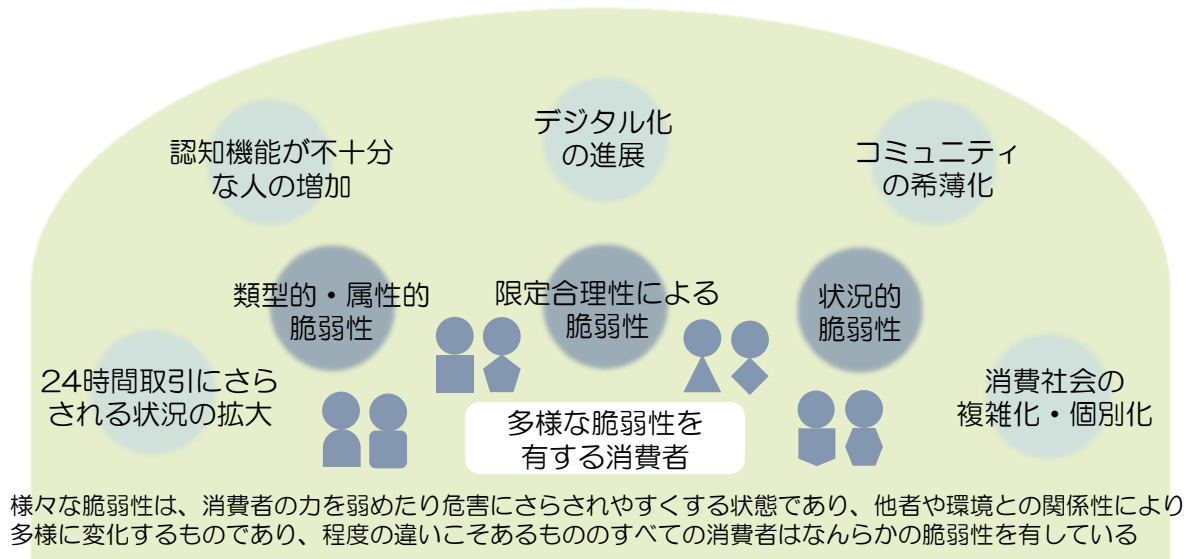 デジタル化
の進展
認知機能が不十分
な人の増加
コミュニティ
の希薄化
類型的・属性的
脆弱性
限定合理性による
脆弱性
状況的
脆弱性
24時間取引にさら
される状況の拡大
消費社会の
複雑化・個別化
多様な脆弱性を
有する消費者
様々な脆弱性は、消費者の力を弱めたり危害にさらされやすくする状態であり、他者や環境との関係性により
多様に変化するものであり、程度の違いこそあるもののすべての消費者はなんらかの脆弱性を有している